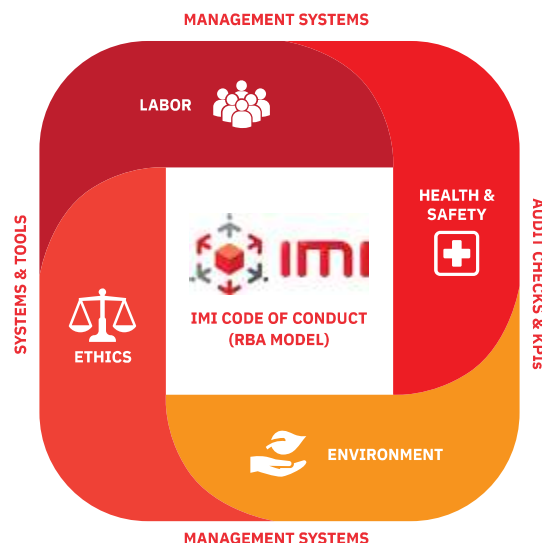 MANAGEMENT SYSTEMS
LABOR
HEALTH &
SAFETY
AUDIT CHECKS & KPIs
SYSTEMS & TOOLS
imi
IMI CODE OF CONDUCT
(RBA MODEL)
ETHICS
ENVIRONMENT
MANAGEMENT SYSTEMS